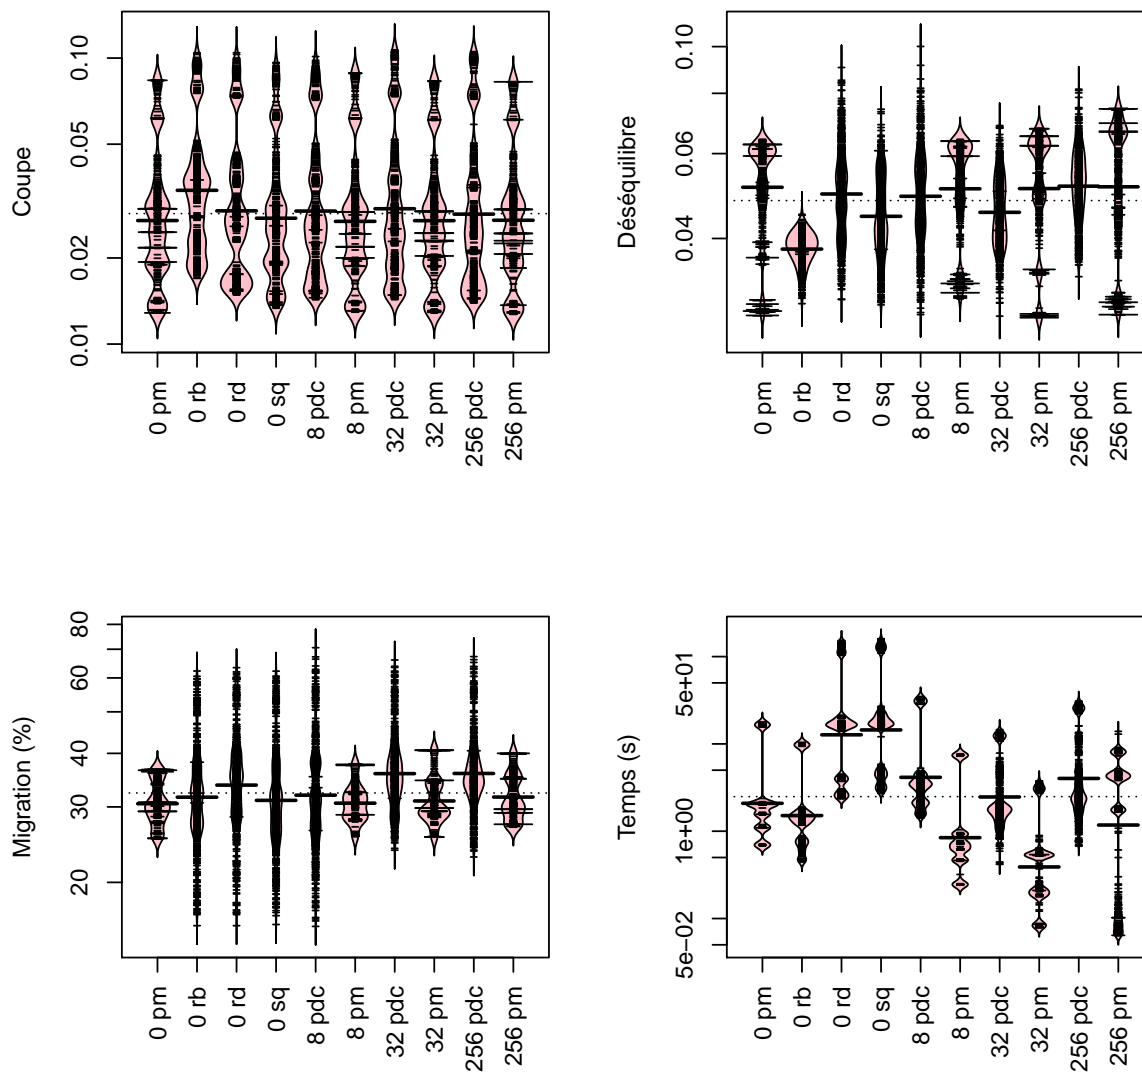 Coupe
0.10
0.05
0.02
0.01
0 pm
0 rb
0 rd
0 sq
8 pdc
8 pm
32 pdc
32 pm
256 pdc
256 pm
Déséquilibre
0.10
0.06
0.04
0 pm
0 rb
0 rd
0 sq
8 pdc
8 pm
32 pdc
32 pm
256 pdc
256 pm
Migration (%)
80
60
40
30
20
0 pm
0 rb
0 rd
0 sq
8 pdc
8 pm
32 pdc
32 pm
256 pdc
256 pm
Temps (s)
5e+01
1e+00
5e−02
0 pm
0 rb
0 rd
0 sq
8 pdc
8 pm
32 pdc
32 pm
256 pdc
256 pm